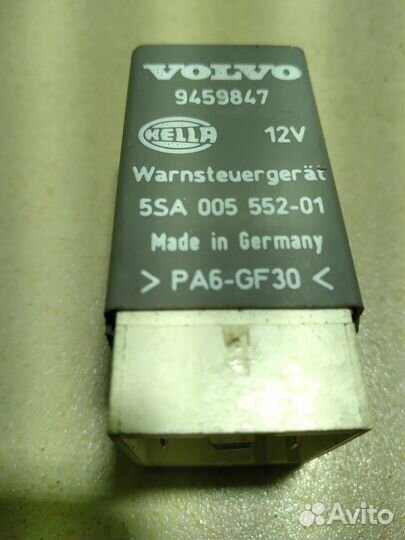 VOLVO
9459847
HELLA 12V
Warnsteuergerät
5SA 005 552-01
Made in Germany
> PA6-GF30 <
Avito